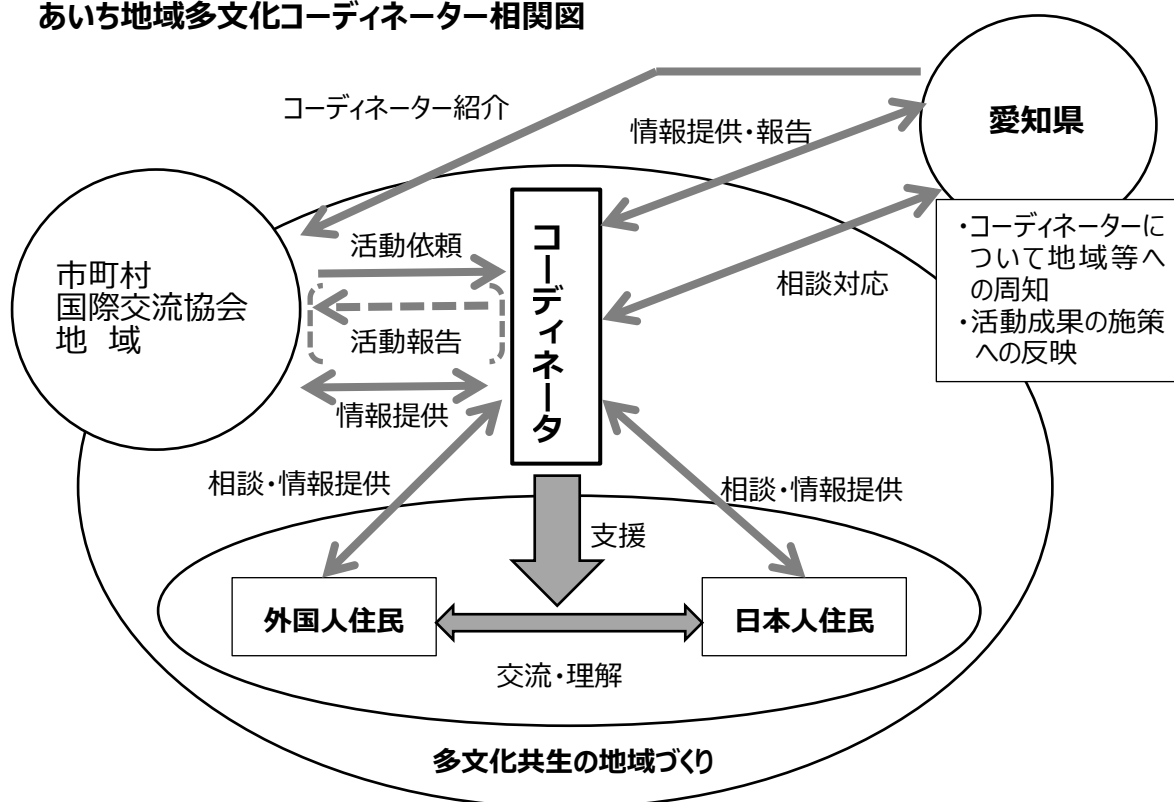 あいち地域多文化コーディネーター相関図
コーディネーター紹介
情報提供・報告
愛知県
・コーディネーターに
ついて地域等へ
の周知
・活動成果の施策
への反映
市町村
国際交流協会
地　域
活動依頼
活動報告
情報提供
コーディネータ
相談対応
相談・情報提供
相談・情報提供
支援
外国人住民
日本人住民
交流・理解
多文化共生の地域づくり